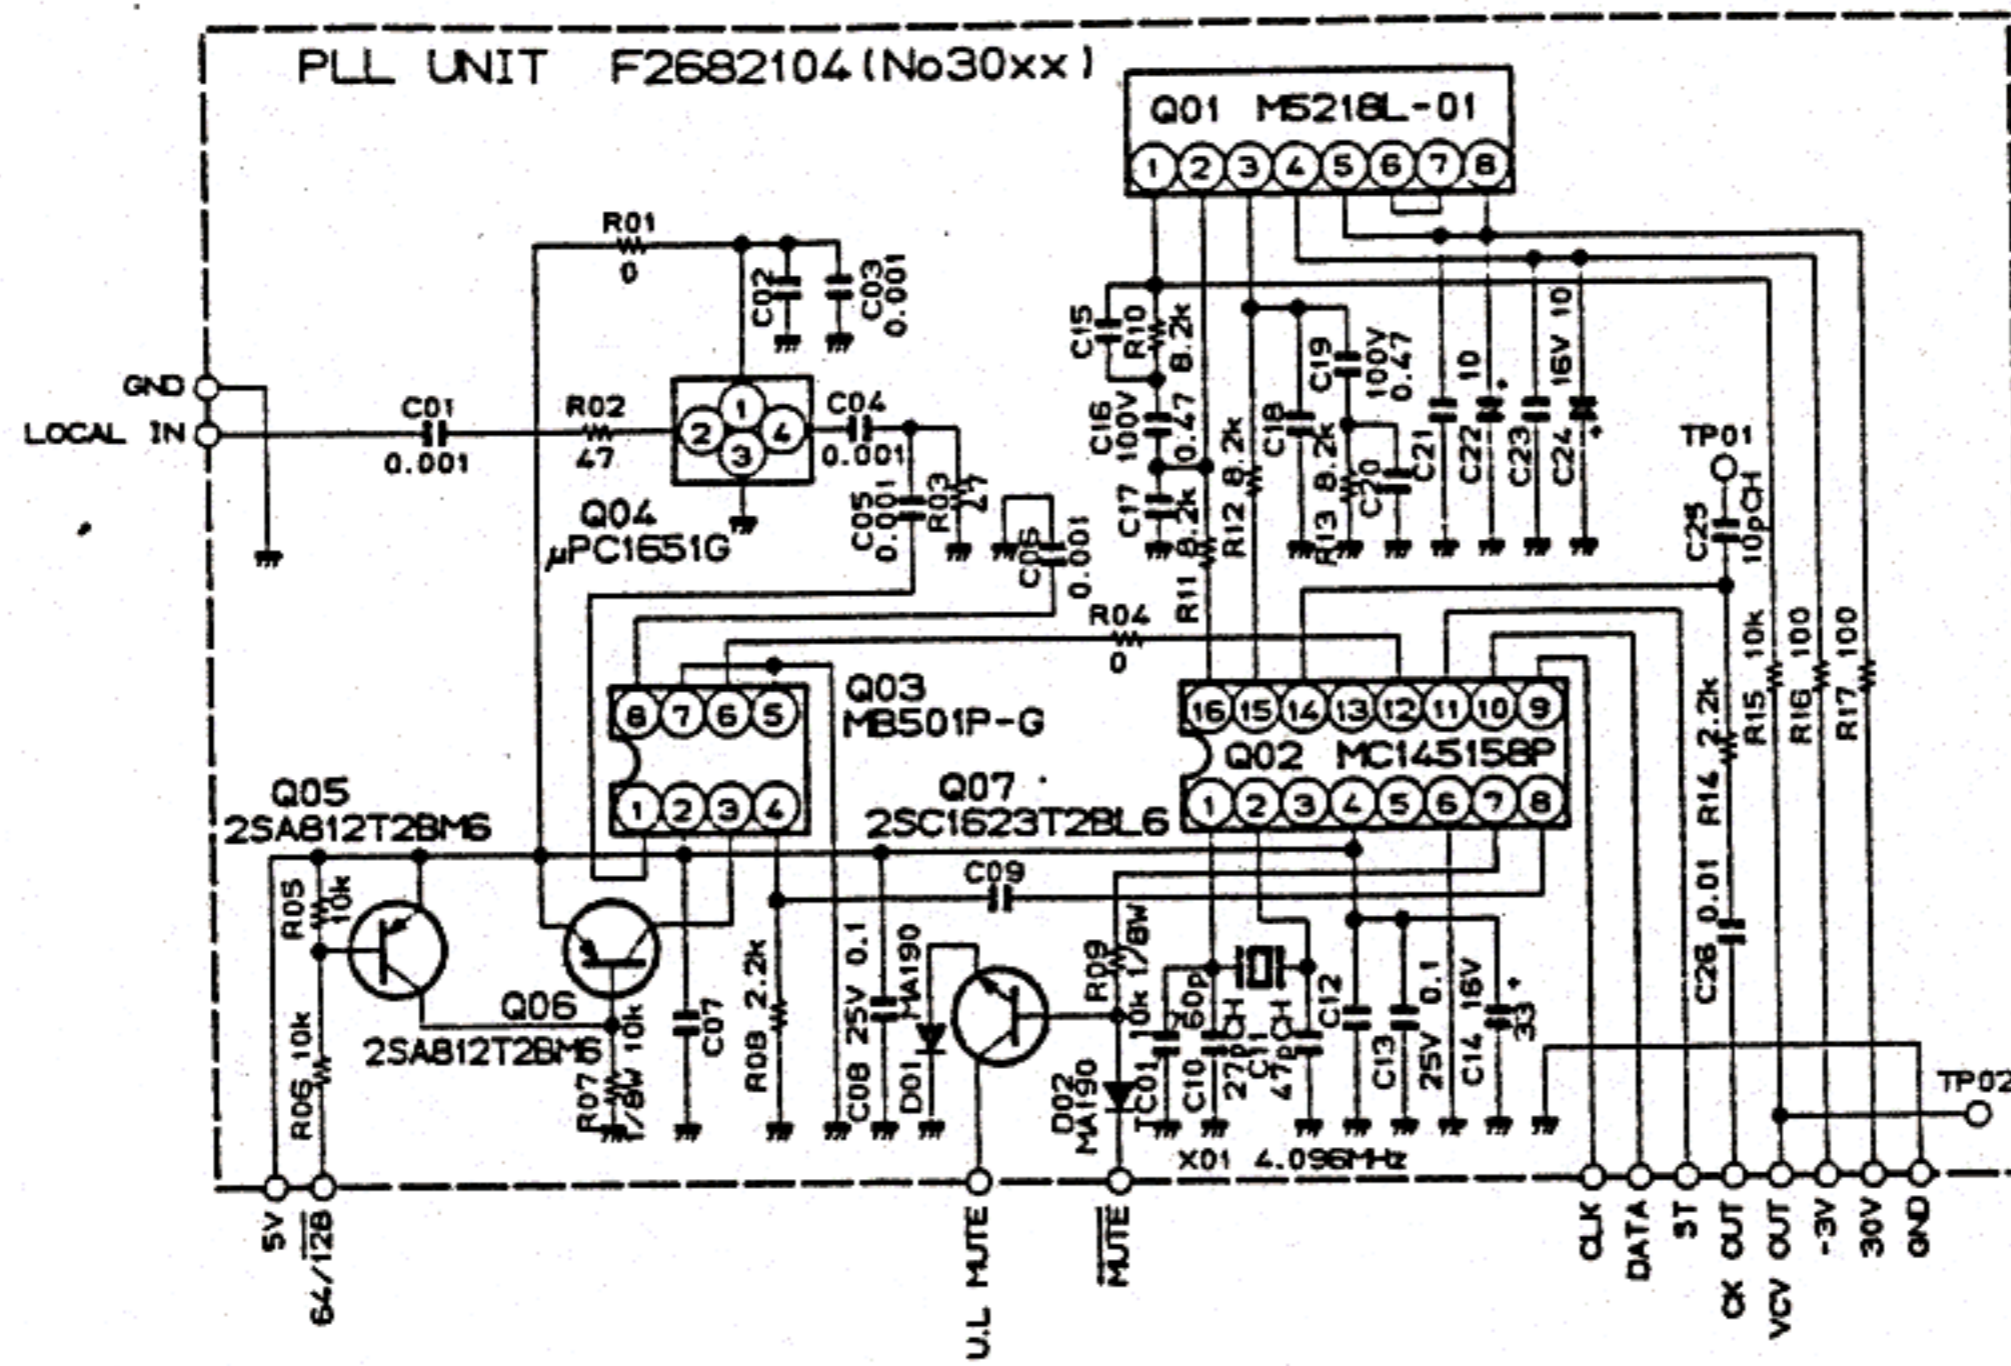 PLL UNIT F2682104(No30xx)
Q01 M5218L-01
1 2 3 4 5 6 7 8
R01
0
C02
C03
0.001
GND
LOCAL IN
C01
0.001
R02
47
1
2 4
3
C04
0.001
Q04
μPC1651G
C05
0.001
R03
47
C06
0.001
C15
R10
8.2k
C16
100V
0.47
C17
R11 8.2k
R12 8.2k
C18
R13 8.2k
C19
100V
0.47
C20
C21
C22 10
C23
C24 16V 10
TP01
C25
10pCH
R04
0
R14 2.2k
R15 10k
R16 100
R17 100
C26 0.01
8 7 6 5
Q03
MB501P-G
1 2 3 4
16 15 14 13 12 11 10 9
Q02 MC145158P
1 2 3 4 5 6 7 8
Q05
2SA812T2BM6
Q07
2SC1623T2BL6
R05
10k
R06 10k
Q06
2SA812T2BM6
R07
1/8W 10k
C07
R08 2.2k
C08 25V 0.1
C09
D01
MA190
R09
10k 1/8W
D02
MA190
TC01
60p
C10
27pCH
C11
47pCH
C12
C13
25V 0.1
C14 16V
33
+
X01 4.096MHz
TP02
5V
64/128
U.L MUTE
MUTE
CLK
DATA
ST
CK OUT
VCV OUT
-3V
30V
GND